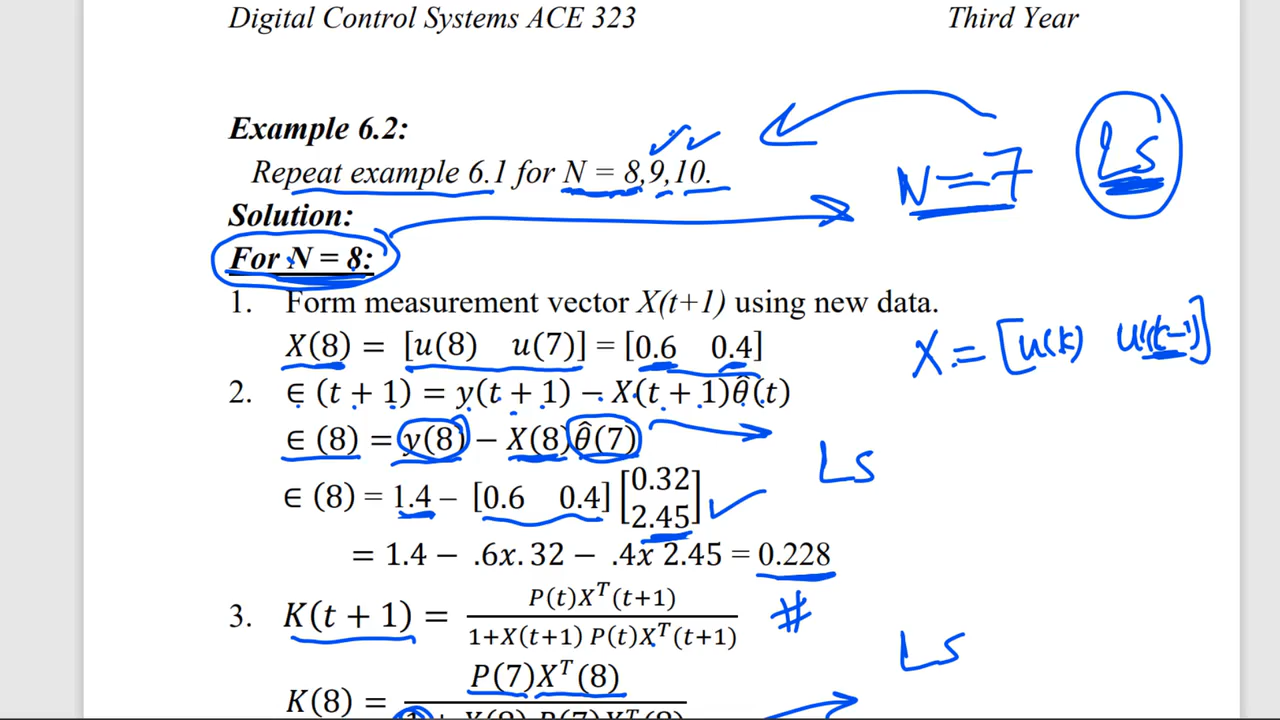 Digital Control Systems ACE 323 Third Year
Example 6.2:
Repeat example 6.1 for N = 8,9,10.
N = 7
Ls
Solution:
For N = 8:
1. Form measurement vector X(t+1) using new data.
X(8) = [u(8) u(7)] = [0.6 0.4]
X = [u(k) u(t-1)]
2. ∈ (t + 1) = y(t + 1) − X(t + 1)θ̂(t)
∈ (8) = y(8) − X(8)θ̂(7)
Ls
∈ (8) = 1.4 − [0.6 0.4] [0.32 2.45]
= 1.4 − .6x.32 − .4x 2.45 = 0.228
3. K(t + 1) = P(t)Xᵀ(t+1) / 1+X(t+1) P(t)Xᵀ(t+1)
#
Ls
K(8) = P(7)Xᵀ(8)